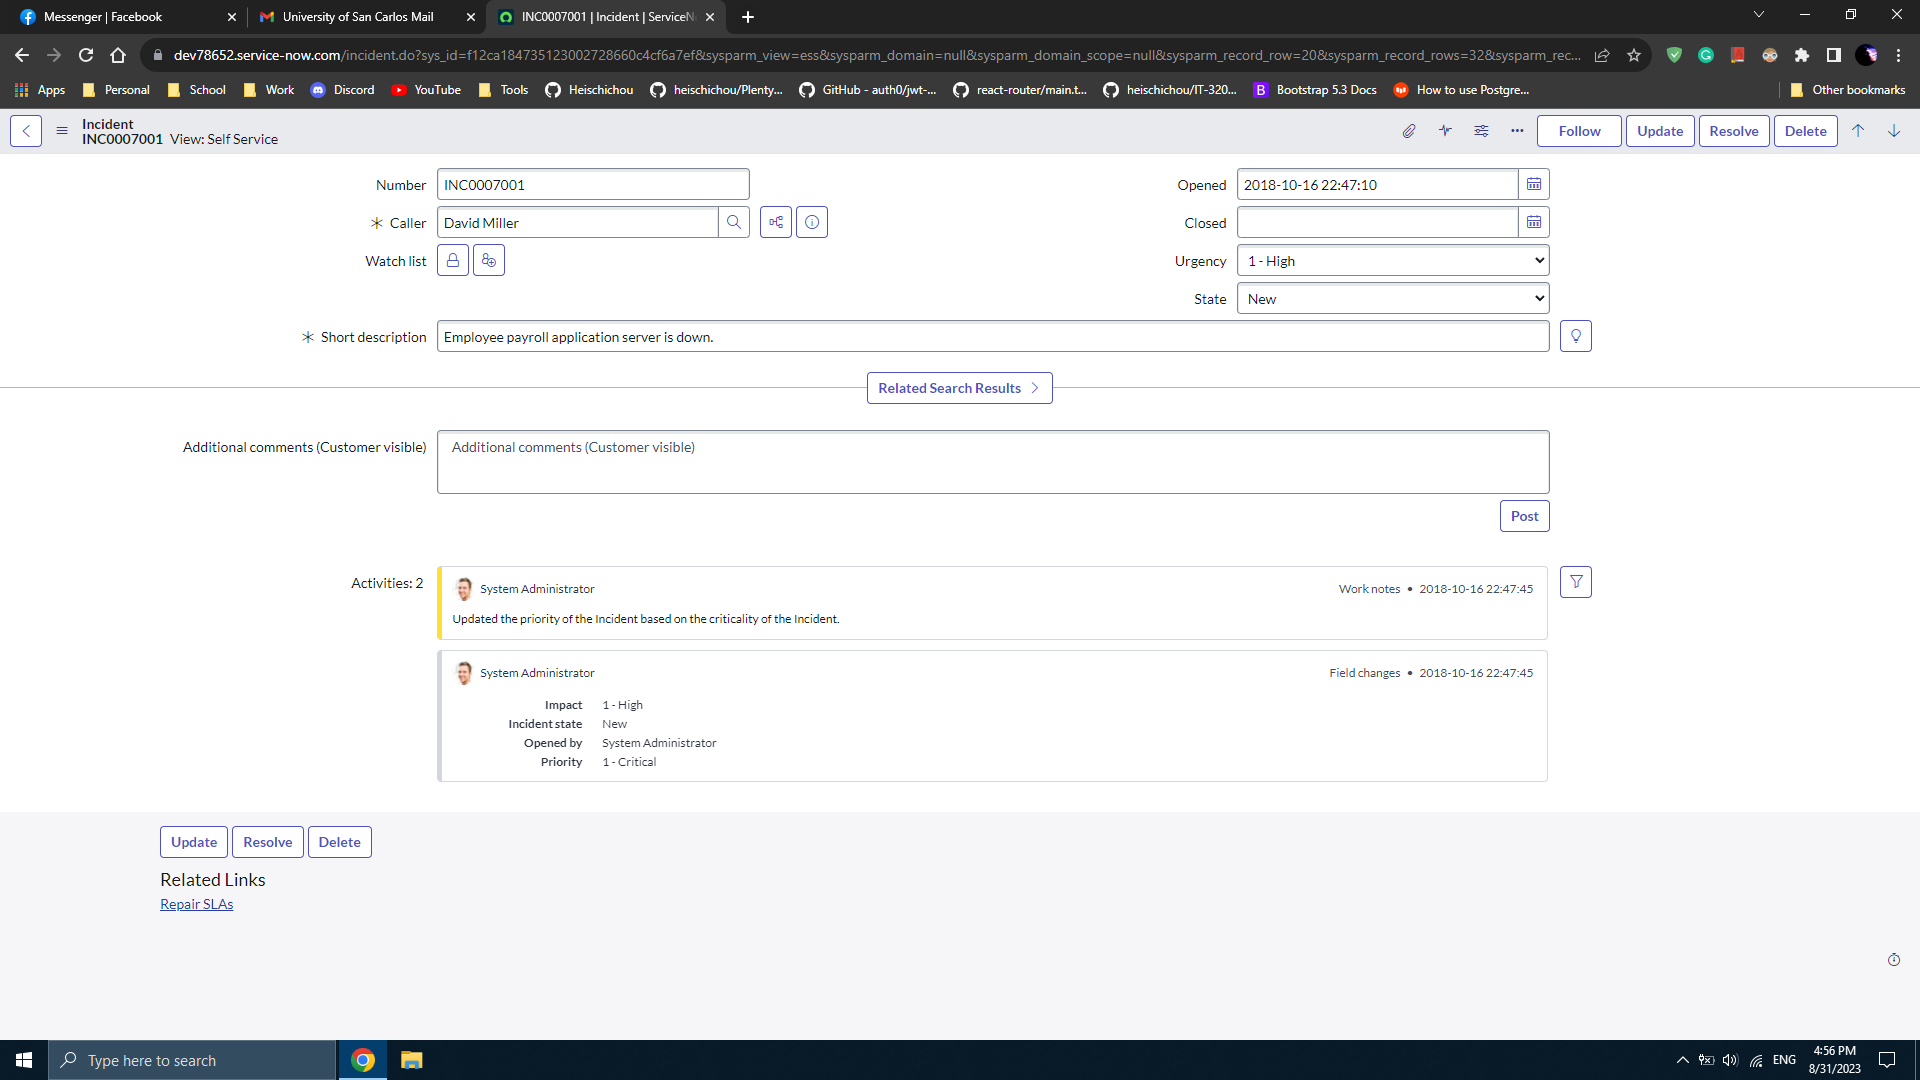 Messenger | Facebook
University of San Carlos Mail
INC0007001 | Incident | ServiceN
dev78652.service-now.com/incident.do?sys_id=f12ca184735123002728660c4cf6a7ef&sysparm_view=ess&sysparm_domain=null&sysparm_domain_scope=null&sysparm_record_row=20&sysparm_record_rows=32&sysparm_rec...
Apps
Personal
School
Work
Discord
YouTube
Tools
Heischichou
heischichou/Plenty...
GitHub - auth0/jwt-...
react-router/main.t...
heischichou/IT-320...
Bootstrap 5.3 Docs
How to use Postgre...
Other bookmarks
Incident
INC0007001 View: Self Service
Follow
Update
Resolve
Delete
Number
INC0007001
Opened
2018-10-16 22:47:10
Caller
David Miller
Closed
Watch list
Urgency
1 - High
State
New
Short description
Employee payroll application server is down.
Related Search Results
Additional comments (Customer visible)
Additional comments (Customer visible)
Post
Activities: 2
System Administrator
Work notes • 2018-10-16 22:47:45
Updated the priority of the Incident based on the criticality of the Incident.
System Administrator
Field changes • 2018-10-16 22:47:45
Impact 1 - High
Incident state New
Opened by System Administrator
Priority 1 - Critical
Update
Resolve
Delete
Related Links
Repair SLAs
Type here to search
ENG
4:56 PM
8/31/2023